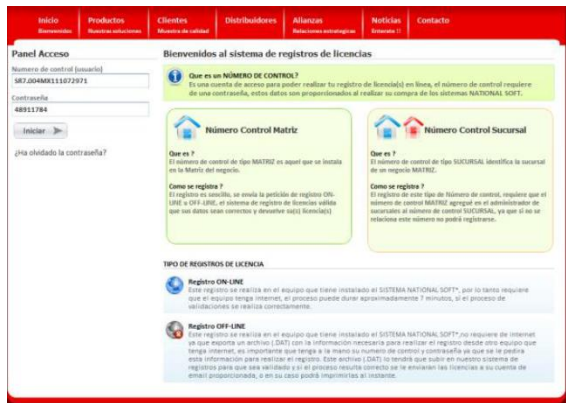 Inicio Productos Clientes Distribuidores Alianzas Noticias Contacto
Bienvenidos Nuestras soluciones Muestra de calidad Relaciones estrategicas Enterate !!
Panel Acceso
Numero de control (usuario)
SR7.004MX111072971
Contraseña
48911784
Iniciar
¿Ha olvidado la contraseña?
Bienvenidos al sistema de registros de licencias
Que es un NÚMERO DE CONTROL?
Es una cuenta de acceso para poder realizar tu registro de licencia(s) en linea, el número de control requiere
de una contraseña, estos datos son proporcionados al realizar su compra de los sistemas NATIONAL SOFT.
Número Control Matriz
Que es ?
El número de control de tipo MATRIZ es aquel que se instala
en la Matriz del negocio.
Como se registra ?
El registro es sencillo, se envía la petición de registro ON-
LINE a OFF-LINE, el sistema de registro de licencias válida
que sus datos sean correctos y devuelve su(s) licencia(s)
Número Control Sucursal
Que es ?
El número de control de tipo SUCURSAL identifica la sucursal
de un negocio MATRIZ.
Como se registra ?
El registro de este tipo de Número de control, requiere que el
número de control MATRIZ agregué en el administrador de
sucursales al número de control SUCURSAL, ya que si no se
relaciona este número no podrá registrarse.
TIPO DE REGISTROS DE LICENCIA
Registro ON-LINE
Este registro se realiza en el equipo que tiene instalado el SISTEMA NATIONAL SOFT*, por lo tanto requiere
que el equipo tenga internet, el proceso puede durar aproximadamente 7 minutos, si el proceso de
validaciones se realiza correctamente.
Registro OFF-LINE
Este registro se realiza en el equipo que tiene instalado el SISTEMA NATIONAL SOFT*,no requiere de internet
ya que exporta un archivo (.DAT) con la información necesaria para realizar el registro desde otro equipo que
tenga internet, es importante que tenga a la mano su numero de control y contraseña ya que se le pedira
esta información para realizar el registro. Este archivo (.DAT) lo tendrá que subir en nuestro sistema de
registros para que sea validado y si el proceso resulta correcto se le enviaran las licencias a su cuenta de
email proporcionada, o en su caso podrá imprimirlas al instante.